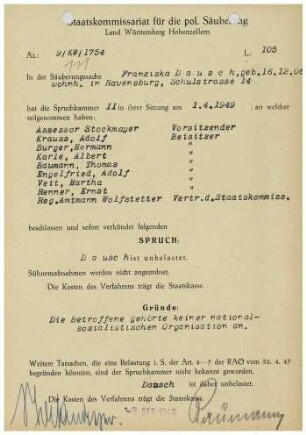 Staatskommissariat für die pol. Säuberung
Land Württemberg Hohenzollern
Az.: 9/KW/1754
L. 105
In der Säuberungssache Franziska Dausch, geb. 16.12.06
wohnh. in Ravensburg, Schulstrasse 14
hat die Spruchkammer II in ihrer Sitzung am 1.4.1949, an welcher
teilgenommen haben:
Assessor Stockmayer Vorsitzender
Krauss, Adolf Beisitzer
Burger, Hermann "
Karle, Albert "
Baumann, Thomas "
Engelfried, Adolf "
Veit, Martha "
Renner, Ernst "
Reg.Amtmann Wolfstetter Vertr.d.Staatskommiss.
beschlossen und sofort verkündet folgenden
SPRUCH:
Dausch ist unbelastet.
Sühnemaßnahmen werden nicht angeordnet.
Die Kosten des Verfahrens trägt die Staatskasse.
Gründe:
Die Betroffene gehörte keiner national-
sozialistischen Organisation an.
Weitere Tatsachen, die eine Belastung i. S. der Art. 4-7 der RAO vom 25. 4. 47
begründen könnten, sind der Spruchkammer nicht bekannt geworden.
Dausch ist daher unbelastet.
Die Kosten des Verfahrens trägt die Staatskasse.
Baumann